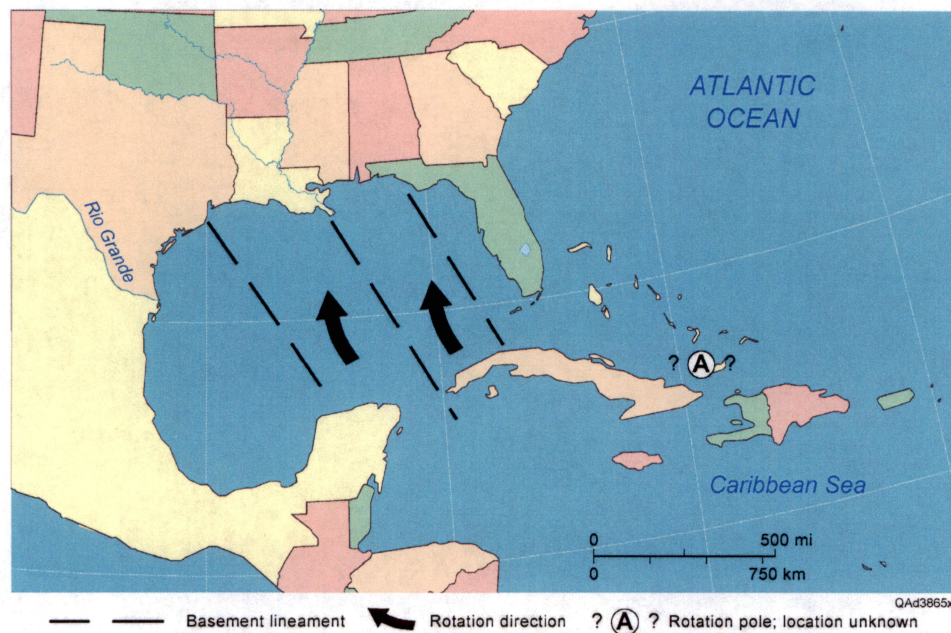 ATLANTIC
OCEAN
Rio Grande
? A ?
Caribbean Sea
0 500 mi
0 750 km
QAd3865x
Basement lineament Rotation direction ? A ? Rotation pole; location unknown